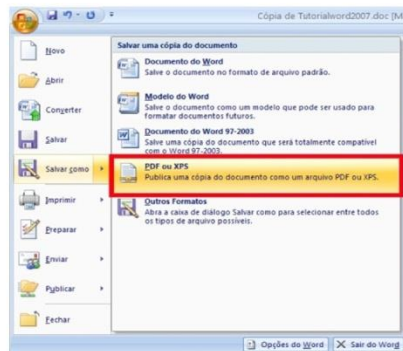 Cópia de Tutorialword2007.doc [M
Novo
Abrir
Converter
Salvar
Salvar como
Imprimir
Preparar
Enviar
Publicar
Fechar
Salvar uma cópia do documento
Documento do Word
Salve o documento no formato de arquivo padrão.
Modelo do Word
Salve o documento como um modelo que pode ser usado para
formatar documentos futuros.
Documento do Word 97-2003
Salve uma cópia do documento que será totalmente compatível
com o Word 97-2003.
PDF ou XPS
Publica uma cópia do documento como um arquivo PDF ou XPS.
Outros Formatos
Abra a caixa de diálogo Salvar como para selecionar entre todos
os tipos de arquivo possíveis.
Opções do Word
Sair do Word